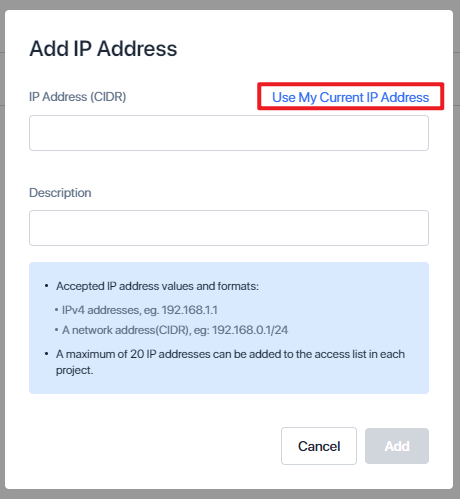 Add IP Address
IP Address (CIDR)
Use My Current IP Address
Description
• Accepted IP address values and formats:
• IPv4 addresses, eg. 192.168.1.1
• A network address(CIDR), eg: 192.168.0.1/24
• A maximum of 20 IP addresses can be added to the access list in each
project.
Cancel
Add